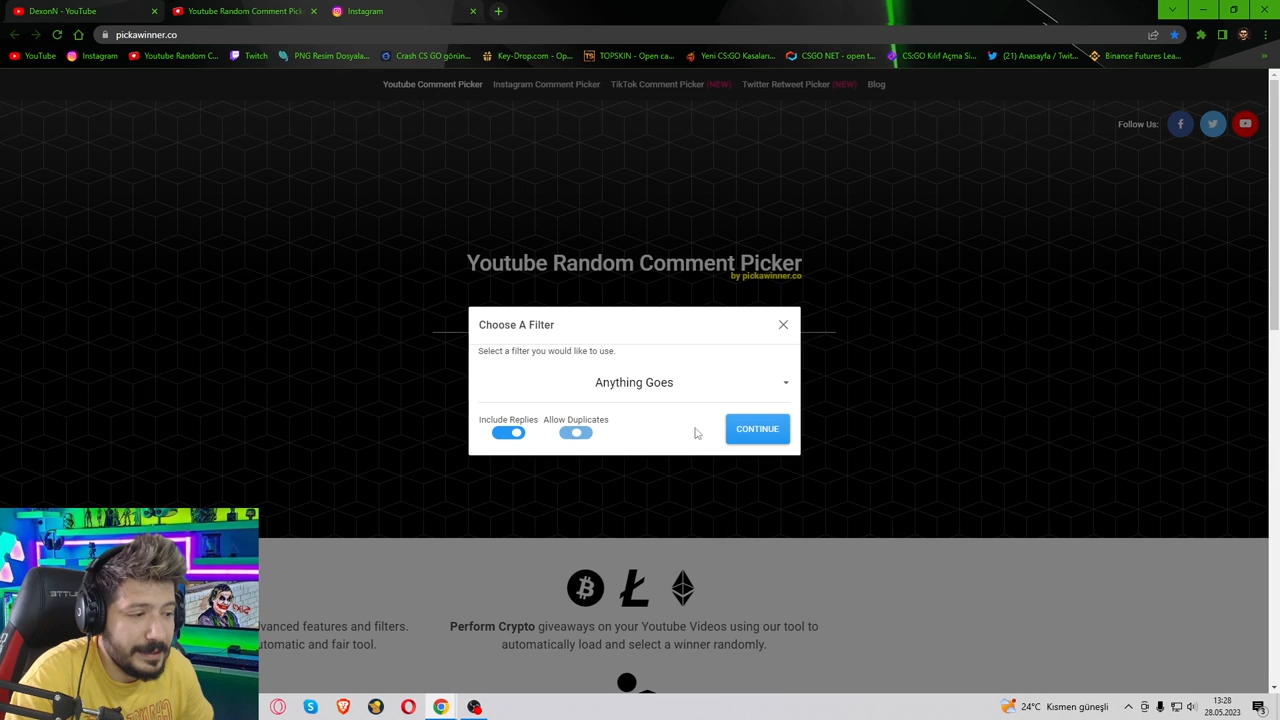 DexonN - YouTube
Youtube Random Comment Pick
Instagram
pickawinner.co
YouTube
Instagram
Youtube Random C...
Twitch
PNG Resim Dosyala...
Crash CS GO görün...
Key-Drop.com - Op...
TOPSKIN - Open ca...
Yeni CS:GO Kasaları...
CSGO NET - open t...
CS:GO Kılıf Açma Si...
(21) Anasayfa / Twit...
Binance Futures Lea...
»
Youtube Comment Picker
Instagram Comment Picker
TikTok Comment Picker (NEW)
Twitter Retweet Picker (NEW)
Blog
Follow Us:
Youtube Random Comment Picker
by pickawinner.co
Choose A Filter
Select a filter you would like to use.
Anything Goes
Include Replies
Allow Duplicates
CONTINUE
vanced features and filters.
utomatic and fair tool.
Perform Crypto giveaways on your Youtube Videos using our tool to
automatically load and select a winner randomly.
24°C Kısmen güneşli
13:28
28.05.2023
3